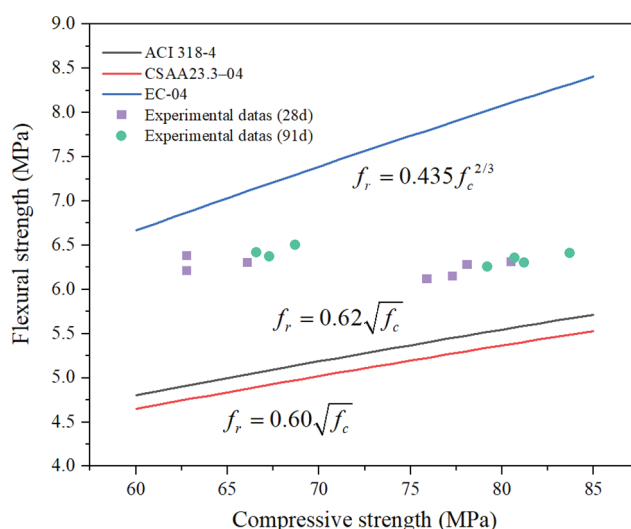 9.0
8.5
8.0
7.5
7.0
6.5
6.0
5.5
5.0
4.5
4.0
Flexural strength (MPa)
ACI 318-4
CSAA23.3–04
EC-04
Experimental datas (28d)
Experimental datas (91d)
f_r = 0.435 f_c^{2/3}
f_r = 0.62√f_c
f_r = 0.60√f_c
60 65 70 75 80 85
Compressive strength (MPa)